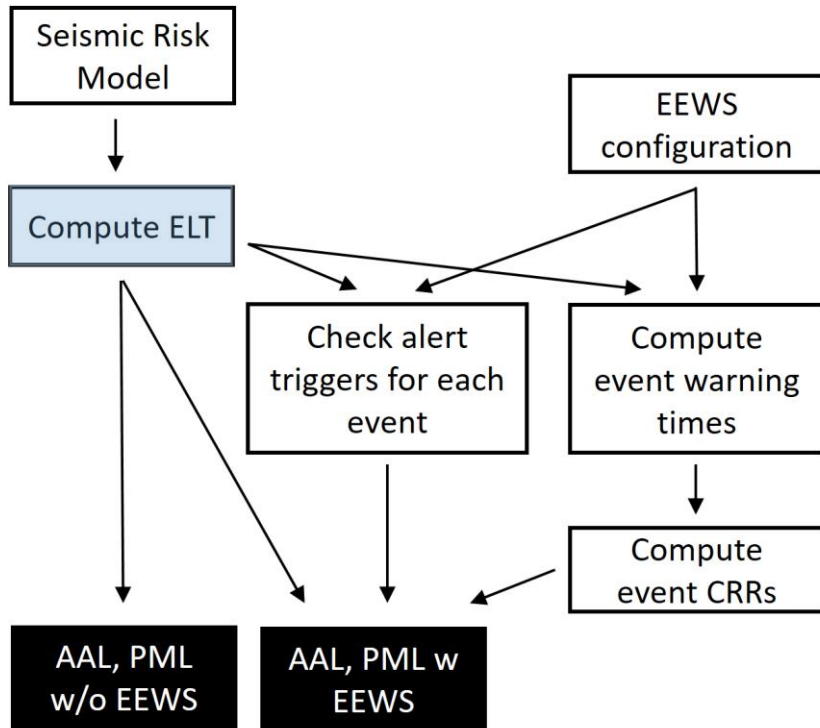 Seismic Risk
Model
EEWS
configuration
Compute ELT
Check alert
triggers for each
event
Compute
event warning
times
Compute
event CRRs
AAL, PML
w/o EEWS
AAL, PML w
EEWS